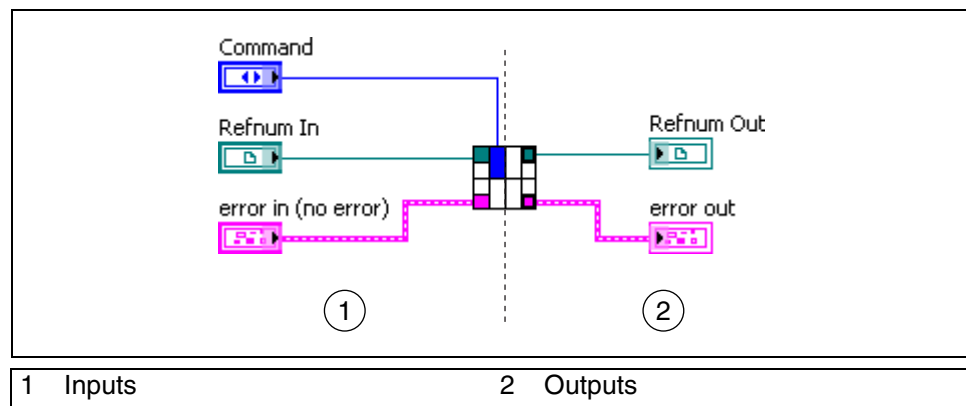 Command
Refnum In
Refnum Out
error in (no error)
error out
1
2
1 Inputs 2 Outputs